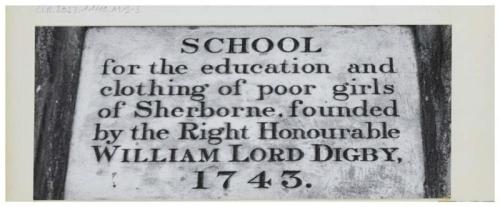 SCHOOL
for the education and
clothing of poor girls
of Sherborne, founded
by the Right Honourable
WILLIAM LORD DIGBY,
1743.